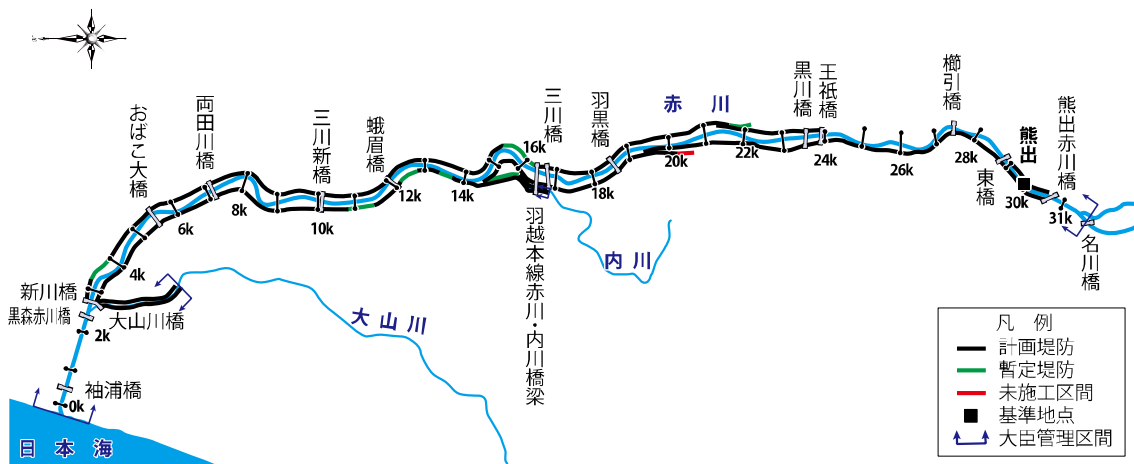 おばこ大橋
両田川橋
三川新橋
蛾眉橋
三川橋
羽黒橋
赤川
黒川橋
王祇橋
櫛引橋
熊出
熊出赤川橋
16k
20k
22k
24k
26k
28k
東橋
30k
31k
名川橋
18k
14k
12k
10k
8k
6k
4k
羽越本線赤川・内川橋梁
内川
新川橋
黒森赤川橋
大山川橋
大山川
2k
袖浦橋
0k
日本海
凡例
計画堤防
暫定堤防
未施工区間
基準地点
大臣管理区間